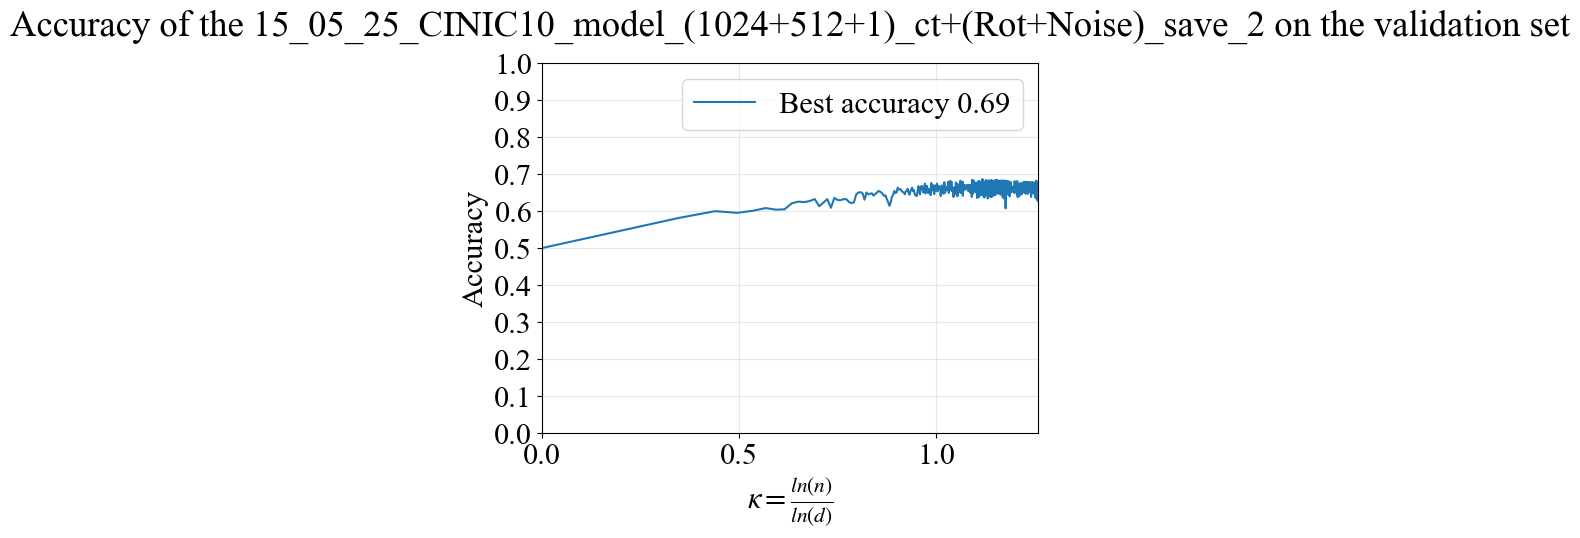 Accuracy of the 15_05_25_CINIC10_model_(1024+512+1)_ct+(Rot+Noise)_save_2 on the validation set
Best accuracy 0.69
Accuracy
1.0
0.9
0.8
0.7
0.6
0.5
0.4
0.3
0.2
0.1
0.0
0.0 0.5 1.0
κ = ln(n) / ln(d)